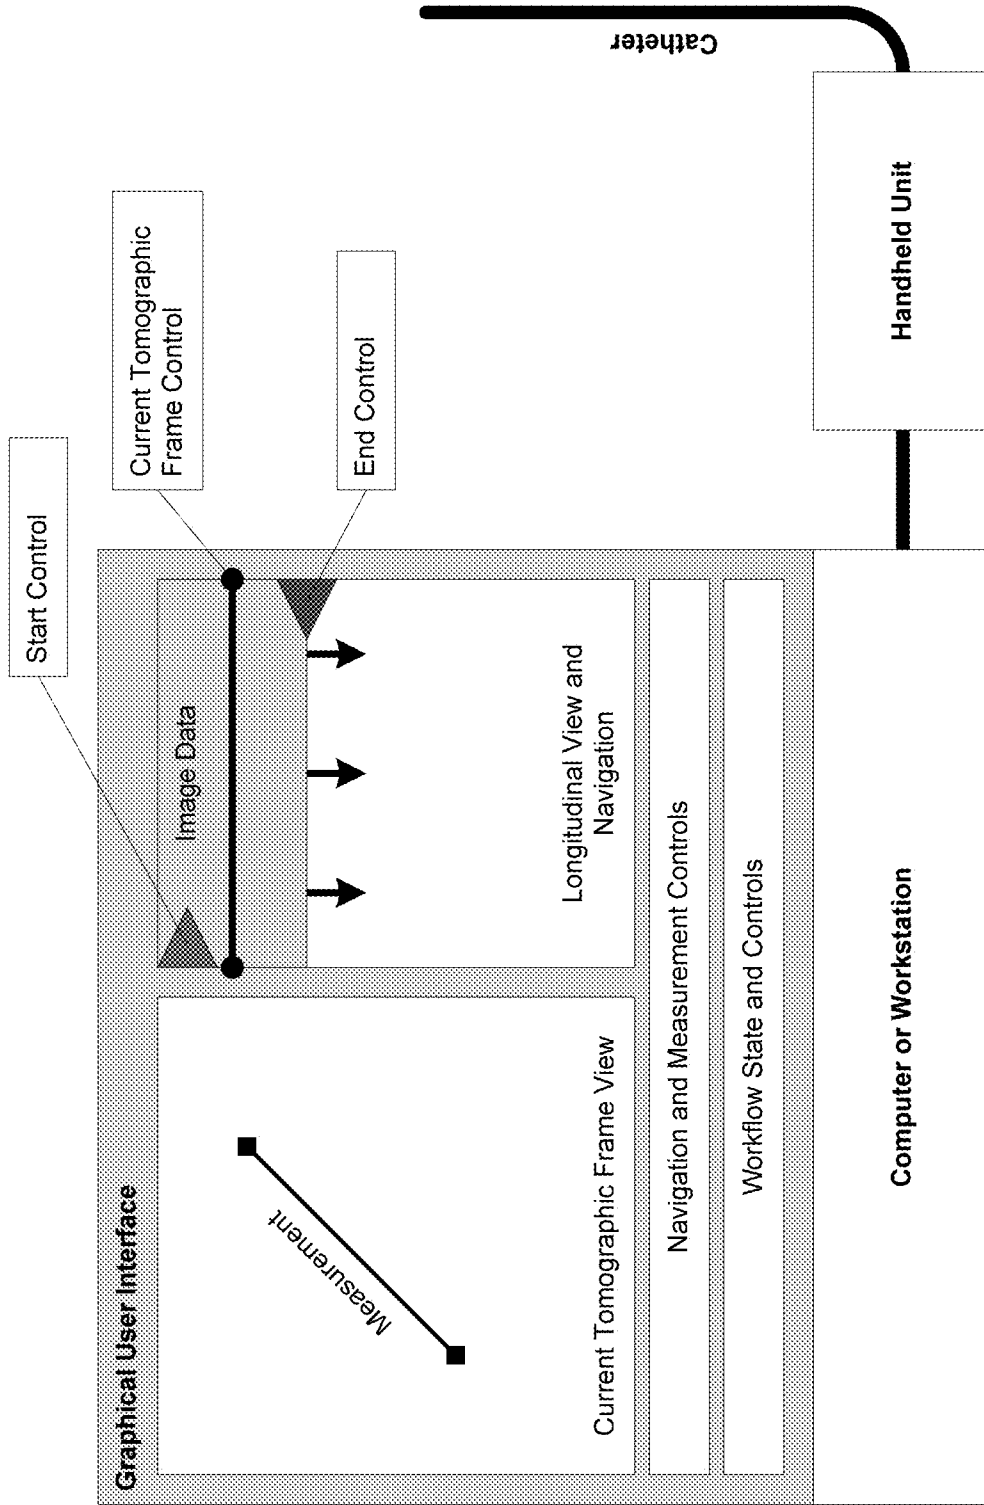 Graphical User Interface
Measurement
Current Tomographic Frame View
Start Control
Image Data
Current Tomographic
Frame Control
End Control
Longitudinal View and
Navigation
Navigation and Measurement Controls
Workflow State and Controls
Computer or Workstation
Handheld Unit
Catheter